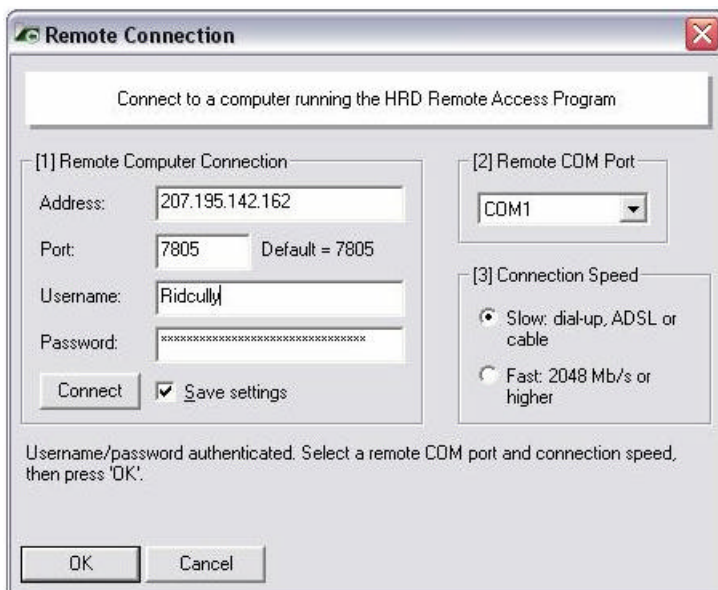 Remote Connection
Connect to a computer running the HRD Remote Access Program
[1] Remote Computer Connection
Address: 207.195.142.162
Port: 7805 Default = 7805
Username: Ridcully
Password: ********************************
Connect Save settings
[2] Remote COM Port
COM1
[3] Connection Speed
Slow: dial-up, ADSL or
cable
Fast: 2048 Mb/s or
higher
Username/password authenticated. Select a remote COM port and connection speed,
then press 'OK'.
OK Cancel